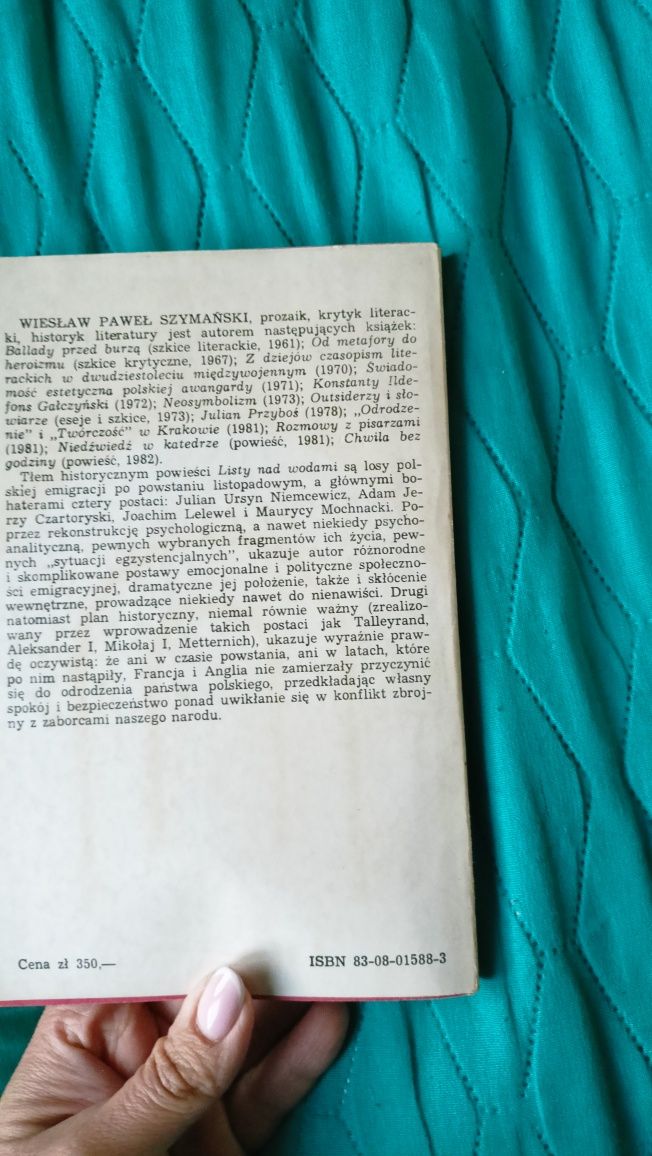 WIESŁAW PAWEŁ SZYMAŃSKI, prozaik, krytyk literac-
ki, historyk literatury jest autorem następujących książek:
Ballady przed burzą (szkice literackie, 1961); Od metafory do
heroizmu (szkice krytyczne, 1967); Z dziejów czasopism lite-
rackich w dwudziestoleciu międzywojennym (1970); Świado-
mość estetyczna polskiej awangardy (1971); Konstanty Ilde-
fons Gałczyński (1972); Neosymbolizm (1973); Outsiderzy i sło-
wiarze (eseje i szkice, 1973); Julian Przyboś (1978); „Odrodze-
nie” i „Twórczość” w Krakowie (1981); Rozmowy z pisarzami
(1981); Niedźwiedź w katedrze (powieść, 1981); Chwila bez
godziny (powieść, 1982).
Tłem historycznym powieści Listy nad wodami są losy pol-
skiej emigracji po powstaniu listopadowym, a głównymi bo-
haterami cztery postaci: Julian Ursyn Niemcewicz, Adam Je-
rzy Czartoryski, Joachim Lelewel i Maurycy Mochnacki. Po-
przez rekonstrukcję psychologiczną, a nawet niekiedy psycho-
analityczną, pewnych wybranych fragmentów ich życia, pew-
nych „sytuacji egzystencjalnych”, ukazuje autor różnorodne
i skomplikowane postawy emocjonalne i polityczne społeczno-
ści emigracyjnej, dramatyczne jej położenie, także i skłócenie
wewnętrzne, prowadzące niekiedy nawet do nienawiści. Drugi
natomiast plan historyczny, niemal równie ważny (zrealizo-
wany przez wprowadzenie takich postaci jak Talleyrand,
Aleksander I, Mikołaj I, Metternich), ukazuje wyraźnie praw-
dę oczywistą: że ani w czasie powstania, ani w latach, które
po nim nastąpiły, Francja i Anglia nie zamierzały przyczynić
się do odrodzenia państwa polskiego, przedkładając własny
spokój i bezpieczeństwo ponad uwikłanie się w konflikt zbroj-
ny z zaborcami naszego narodu.
Cena zł 350,—
ISBN 83-08-01588-3